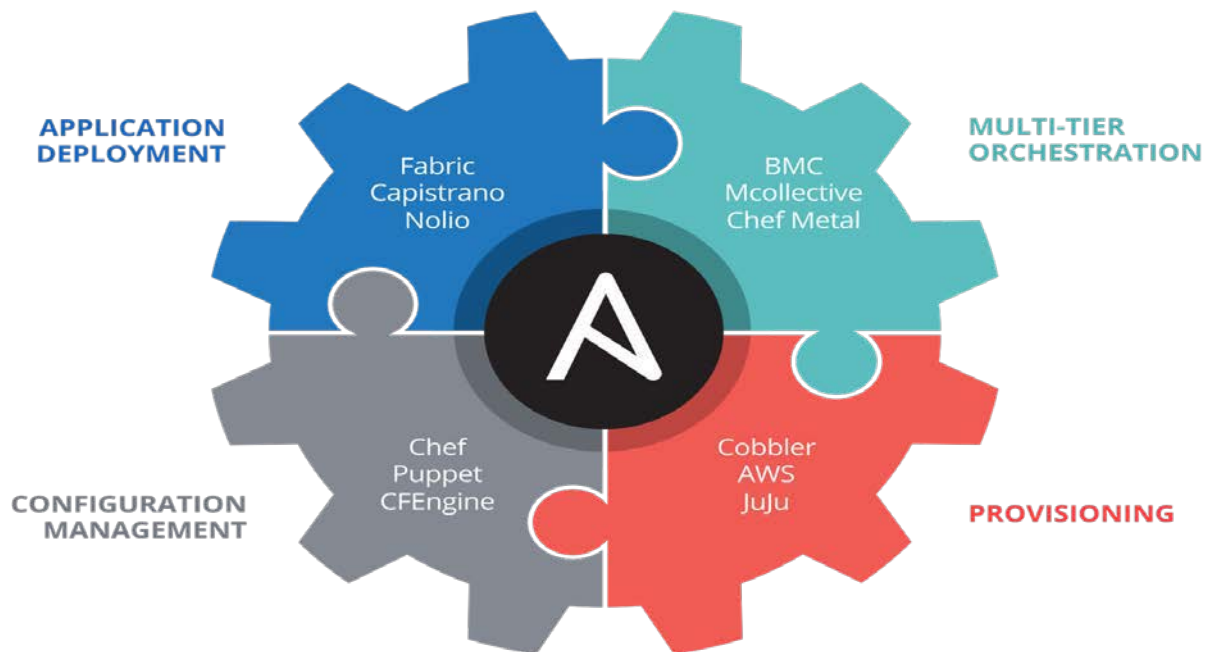 APPLICATION
DEPLOYMENT
Fabric
Capistrano
Nolio
MULTI-TIER
ORCHESTRATION
BMC
Mcollective
Chef Metal
CONFIGURATION
MANAGEMENT
Chef
Puppet
CFEngine
Cobbler
AWS
JuJu
PROVISIONING